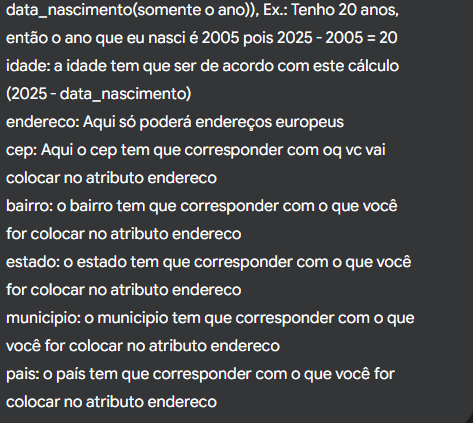 data_nascimento(somente o ano)), Ex.: Tenho 20 anos,
então o ano que eu nasci é 2005 pois 2025 - 2005 = 20
idade: a idade tem que ser de acordo com este cálculo
(2025 - data_nascimento)
endereco: Aqui só poderá endereços europeus
cep: Aqui o cep tem que corresponder com oq vc vai
colocar no atributo endereco
bairro: o bairro tem que corresponder com o que você
for colocar no atributo endereco
estado: o estado tem que corresponder com o que você
for colocar no atributo endereco
municipio: o municipio tem que corresponder com o que
você for colocar no atributo endereco
pais: o país tem que corresponder com o que você for
colocar no atributo endereco